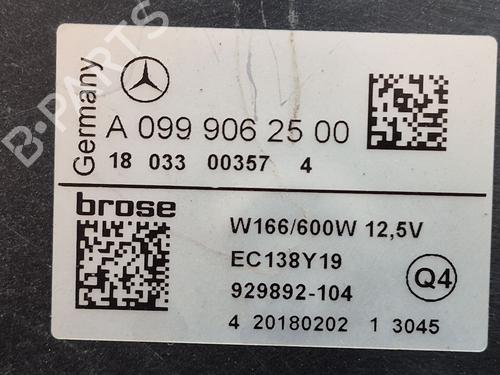 Germany
A 099 906 25 00
18 033 00357 4
brose
W166/600W 12,5V
EC138Y19
929892-104
Q4
4 20180202 1 3045
B-PARTS